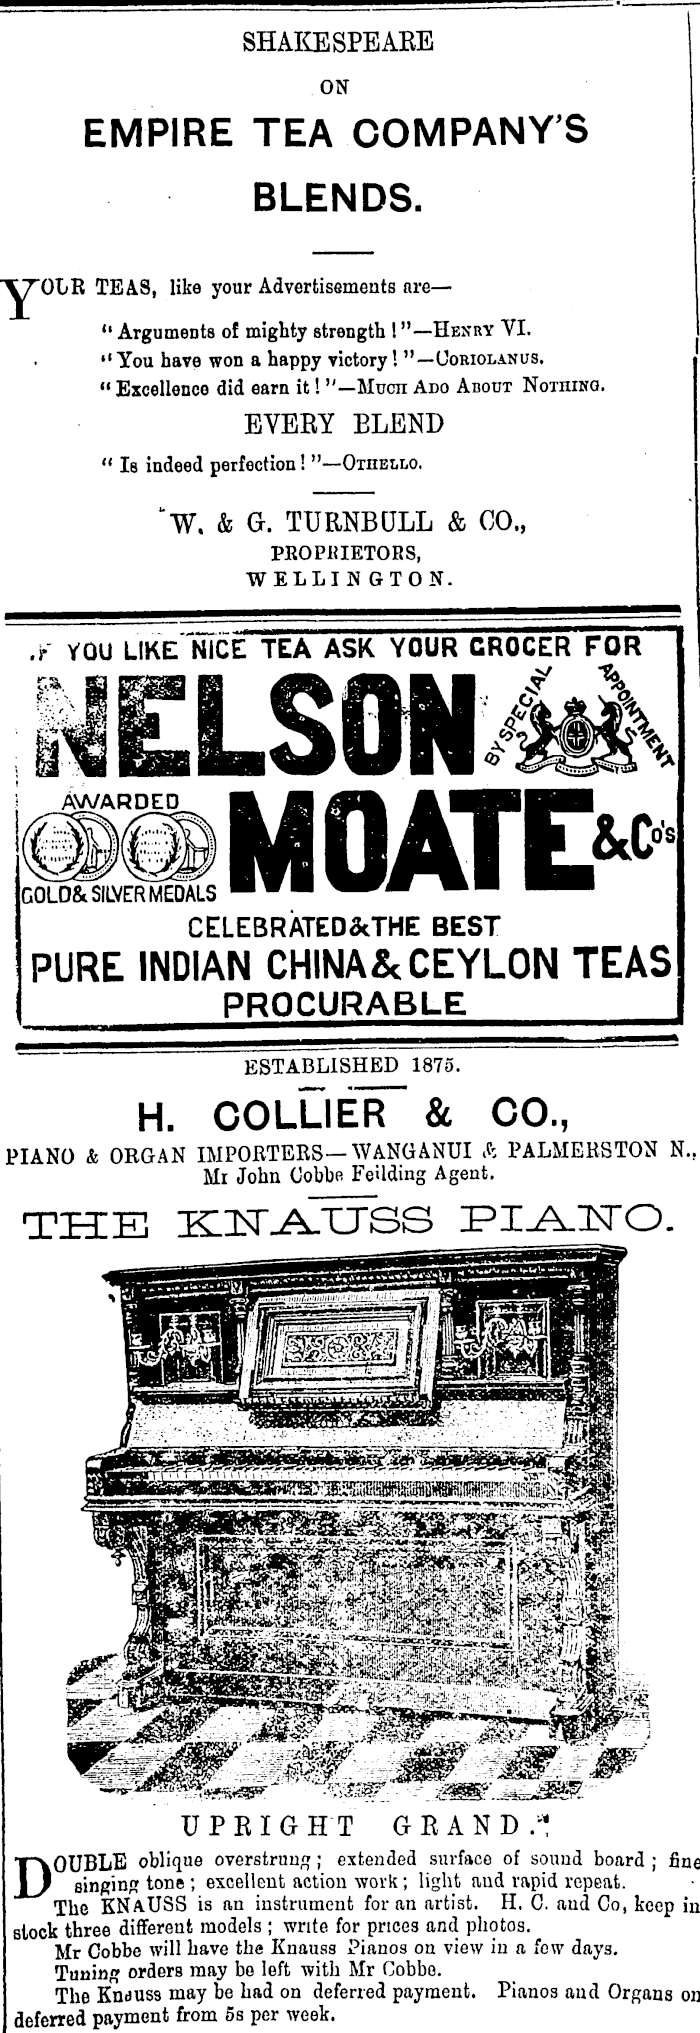 SHAKESPEARE
ON
EMPIRE TEA COMPANY'S
BLENDS.
YOUR TEAS, like your Advertisements are—
"Arguments of mighty strength!"—HENRY VI.
"You have won a happy victory!"—CORIOLANUS.
"Excellence did earn it!"—MUCH ADO ABOUT NOTHING.
EVERY BLEND
"Is indeed perfection!"—OTHELLO.
W. & G. TURNBULL & CO.,
PROPRIETORS,
WELLINGTON.
IF YOU LIKE NICE TEA ASK YOUR GROCER FOR
NELSON
BY SPECIAL APPOINTMENT
AWARDED
GOLD & SILVER MEDALS
MOATE & Co's
CELEBRATED & THE BEST
PURE INDIAN CHINA & CEYLON TEAS
PROCURABLE
ESTABLISHED 1875.
H. COLLIER & CO.,
PIANO & ORGAN IMPORTERS—WANGANUI & PALMERSTON N.,
Mr John Cobbe Feilding Agent.
THE KNAUSS PIANO.
UPRIGHT GRAND.
DOUBLE oblique overstrung; extended surface of sound board; fine
singing tone; excellent action work; light and rapid repeat.
The KNAUSS is an instrument for an artist. H. C. and Co, keep in
stock three different models; write for prices and photos.
Mr Cobbe will have the Knauss Pianos on view in a few days.
Tuning orders may be left with Mr Cobbe.
The Knauss may be had on deferred payment. Pianos and Organs on
deferred payment from 5s per week.